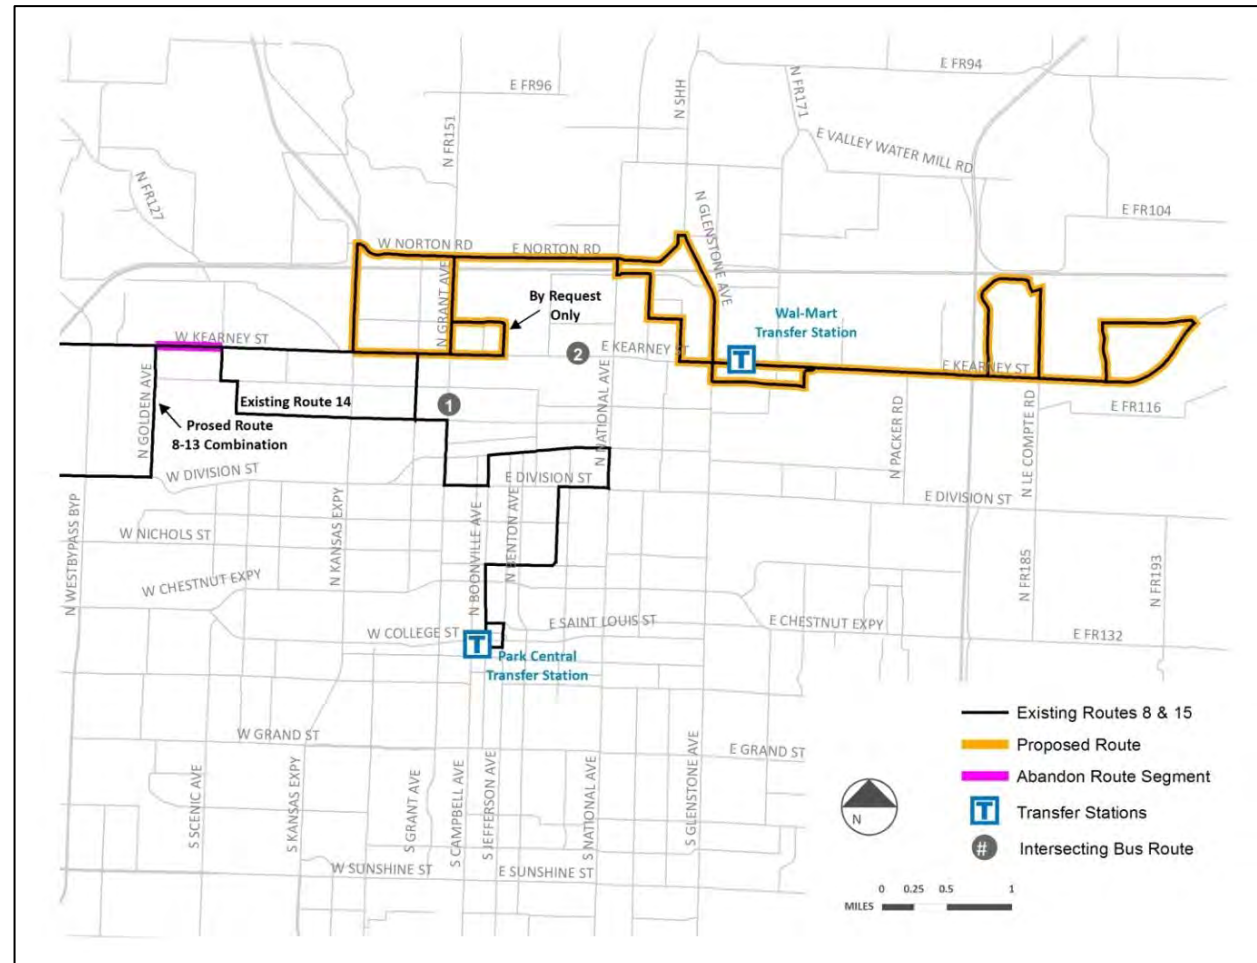 E FR94
E FR96
N SHH
N FR171
E VALLEY WATER MILL RD
N FR151
N FR127
N GLENSTONE AVE
E FR104
W NORTON RD
E NORTON RD
N GRANT AVE
By Request
Only
Wal-Mart
Transfer Station
T
W KEARNEY ST
2
E KEARNEY ST
E KEARNEY ST
N GOLDEN AVE
Existing Route 14
1
N NATIONAL AVE
E FR116
Prosed Route
8-13 Combination
N PACKER RD
N LE COMPTE RD
W DIVISION ST
E DIVISION ST
E DIVISION ST
N WESTBYPASS BYP
W NICHOLS ST
N KANSAS EXPY
N BOONVILLE AVE
N BENTON AVE
W CHESTNUT EXPY
N FR185
N FR193
W COLLEGE ST
E SAINT LOUIS ST
E CHESTNUT EXPY
E FR132
T
Park Central
Transfer Station
W GRAND ST
E GRAND ST
S SCENIC AVE
S KANSAS EXPY
S GRANT AVE
S CAMPBELL AVE
S JEFFERSON AVE
S NATIONAL AVE
S GLENSTONE AVE
W SUNSHINE ST
E SUNSHINE ST
Existing Routes 8 & 15
Proposed Route
Abandon Route Segment
T
Transfer Stations
#
Intersecting Bus Route
N
0 0.25 0.5 1
MILES